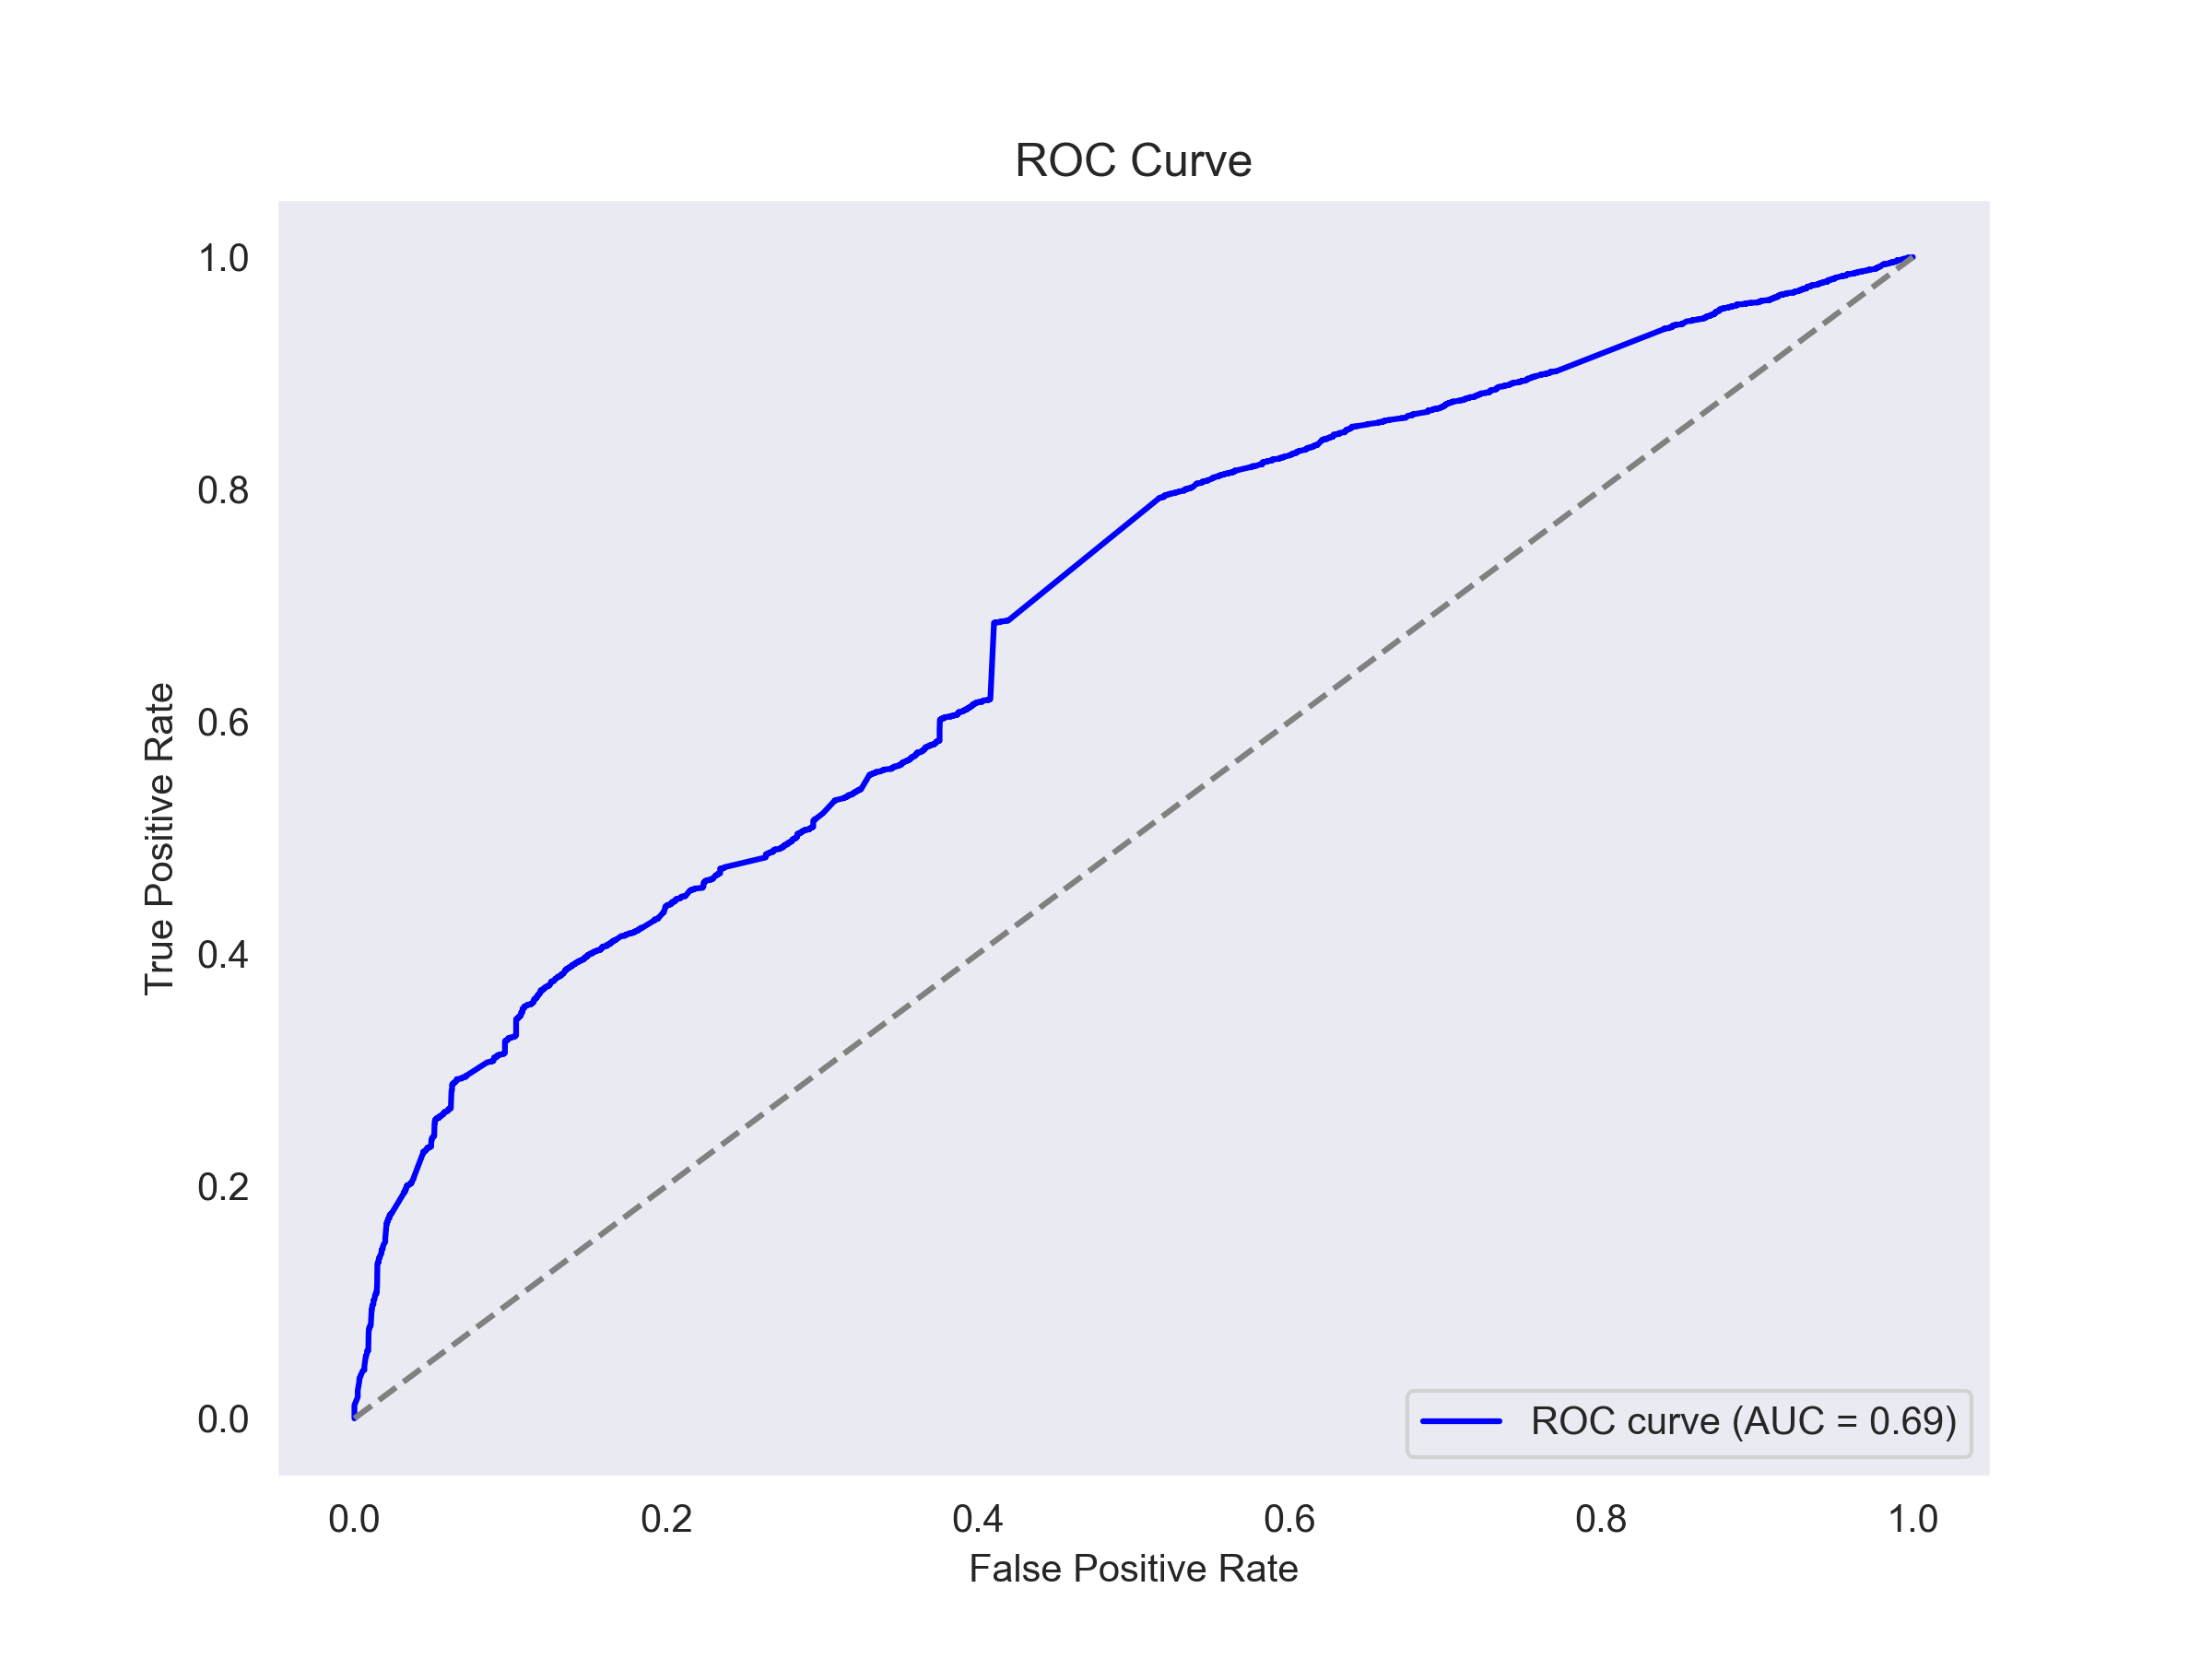 ROC Curve
1.0
0.8
0.6
0.4
0.2
0.0
True Positive Rate
ROC curve (AUC = 0.69)
0.0 0.2 0.4 0.6 0.8 1.0
False Positive Rate